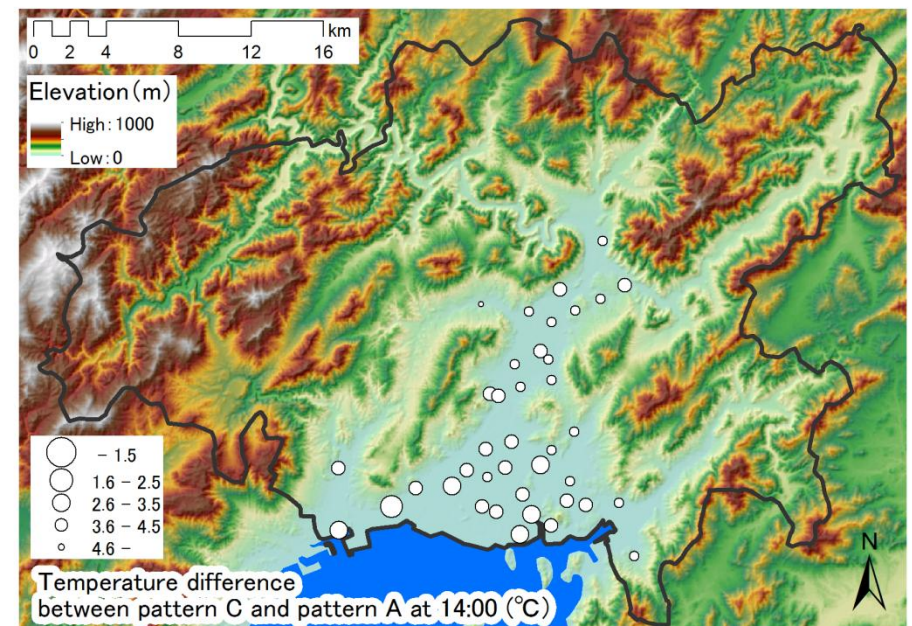 km
0 2 4 8 12 16
Elevation(m)
High:1000
Low:0
- 1.5
1.6 - 2.5
2.6 - 3.5
3.6 - 4.5
4.6 -
N
Temperature difference
between pattern C and pattern A at 14:00 (℃)